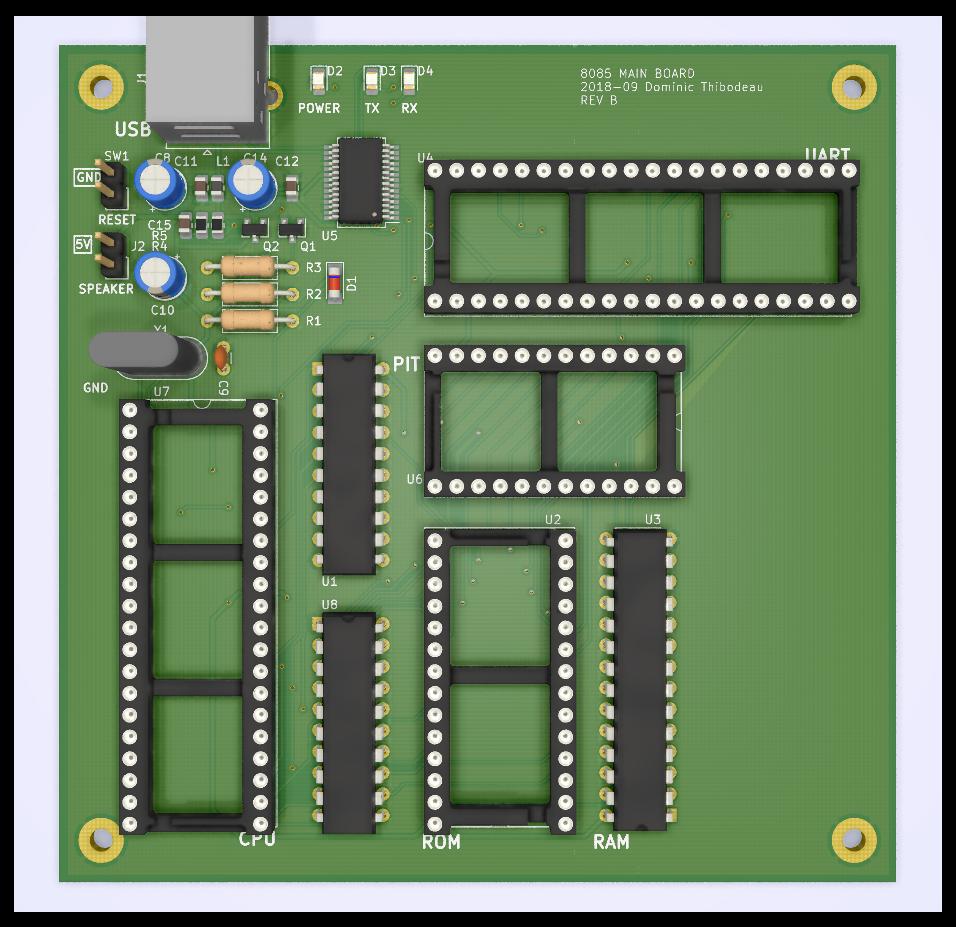 J1
D2
D3
D4
8085 MAIN BOARD
2018-09 Dominic Thibodeau
REV B
POWER
TX
RX
USB
SW1
C8
C11
L1
C14
C12
U4
UART
GND
RESET
C15
R5
R4
U5
5V
J2
Q2
Q1
SPEAKER
R3
R2
R1
D1
C10
Y1
GND
C9
PIT
U7
U6
U2
U3
U1
U8
CPU
ROM
RAM